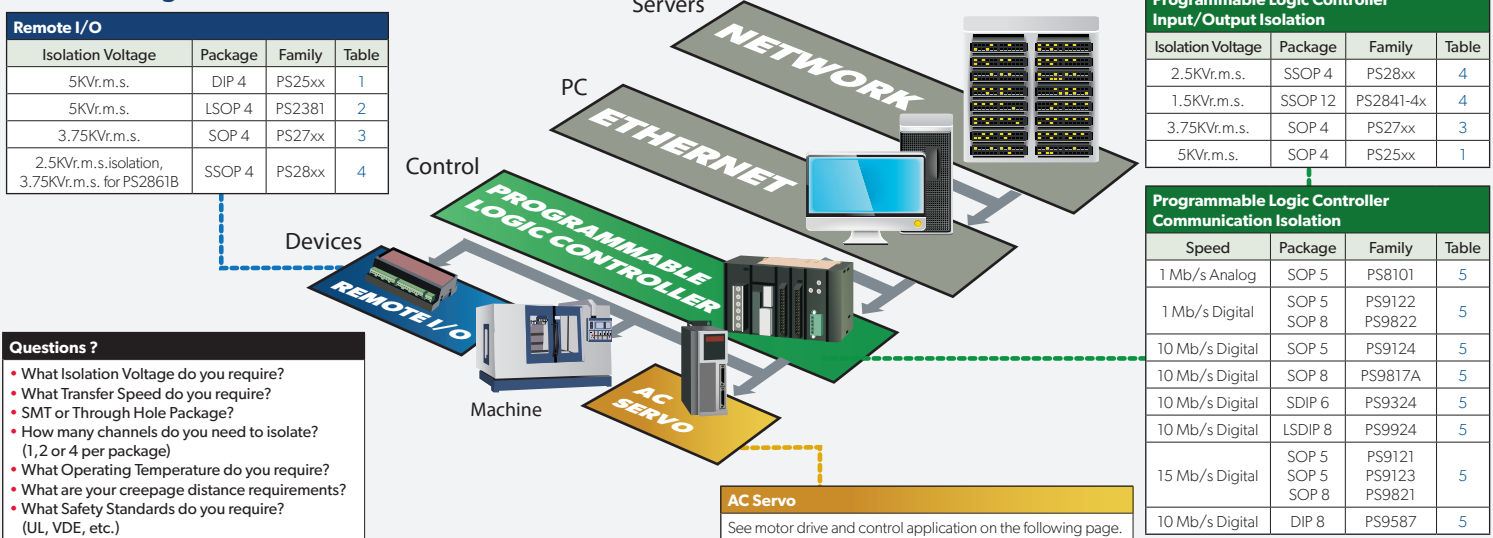 Servers
Remote I/O
Isolation Voltage Package Family Table
5KVr.m.s. DIP 4 PS25xx 1
5KVr.m.s. LSOP 4 PS2381 2
3.75KVr.m.s. SOP 4 PS27xx 3
2.5KVr.m.s.isolation,
3.75KVr.m.s. for PS2861B SSOP 4 PS28xx 4
Programmable Logic Controller
Input/Output Isolation
Isolation Voltage Package Family Table
2.5KVr.m.s. SSOP 4 PS28xx 4
1.5KVr.m.s. SSOP 12 PS2841-4x 4
3.75KVr.m.s. SOP 4 PS27xx 3
5KVr.m.s. SOP 4 PS25xx 1
NETWORK
PC
ETHERNET
Control
PROGRAMMABLE
LOGIC CONTROLLER
Devices
REMOTE I/O
Machine
AC
SERVO
Programmable Logic Controller
Communication Isolation
Speed Package Family Table
1 Mb/s Analog SOP 5 PS8101 5
1 Mb/s Digital SOP 5 PS9122 5
SOP 8 PS9822
10 Mb/s Digital SOP 5 PS9124 5
10 Mb/s Digital SOP 8 PS9817A 5
10 Mb/s Digital SDIP 6 PS9324 5
10 Mb/s Digital LSDIP 8 PS9924 5
SOP 5 PS9121
15 Mb/s Digital SOP 5 PS9123 5
SOP 8 PS9821
10 Mb/s Digital DIP 8 PS9587 5
Questions ?
• What Isolation Voltage do you require?
• What Transfer Speed do you require?
• SMT or Through Hole Package?
• How many channels do you need to isolate?
(1,2 or 4 per package)
• What Operating Temperature do you require?
• What are your creepage distance requirements?
• What Safety Standards do you require?
(UL, VDE, etc.)
AC Servo
See motor drive and control application on the following page.